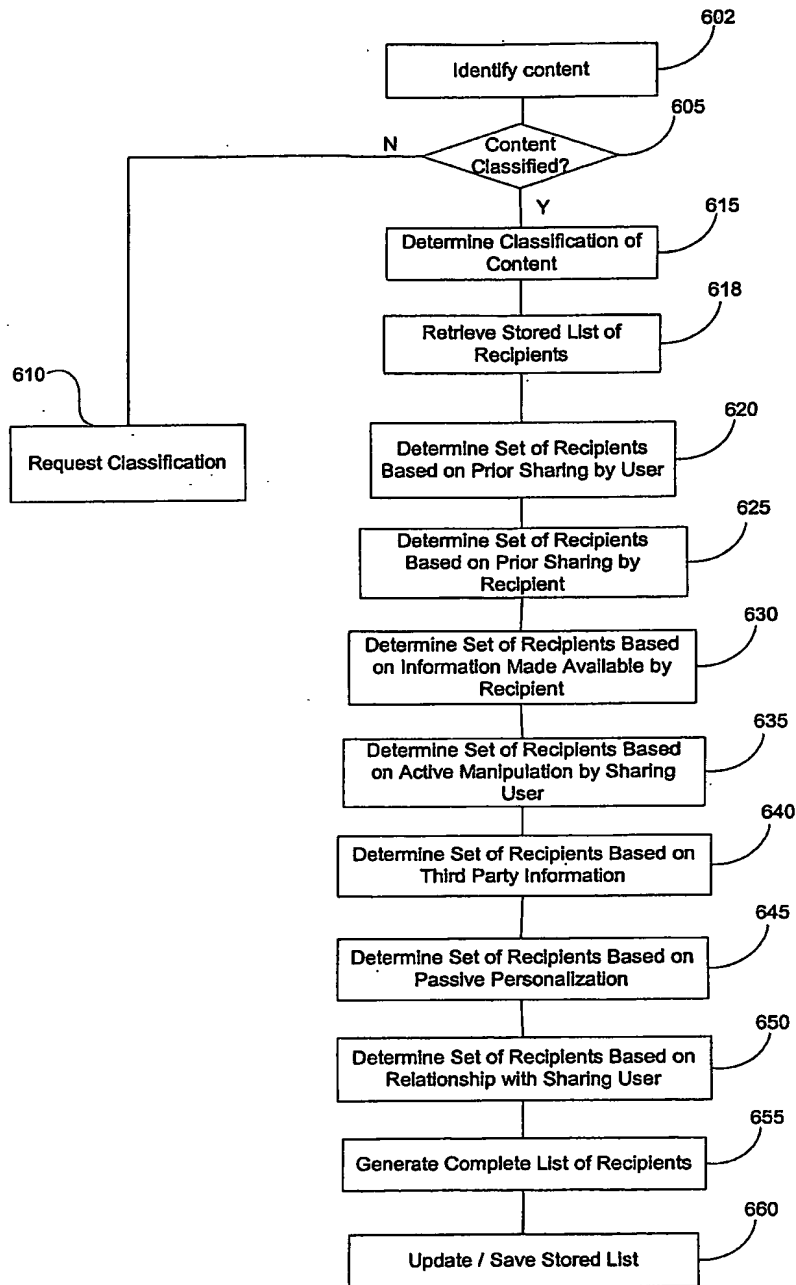 602
Identify content
605
N
Content
Classified?
Y
615
Determine Classification of
Content
618
Retrieve Stored List of
Recipients
610
Request Classification
620
Determine Set of Recipients
Based on Prior Sharing by User
625
Determine Set of Recipients
Based on Prior Sharing by
Recipient
630
Determine Set of Recipients Based
on Information Made Available by
Recipient
635
Determine Set of Recipients Based
on Active Manipulation by Sharing
User
640
Determine Set of Recipients Based on
Third Party Information
645
Determine Set of Recipients Based on
Passive Personalization
650
Determine Set of Recipients Based on
Relationship with Sharing User
655
Generate Complete List of Recipients
660
Update / Save Stored List